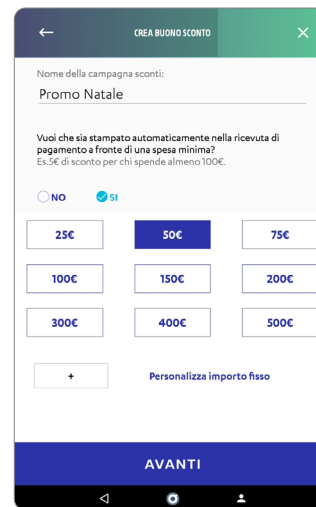 CREA BUONO SCONTO
Nome della campagna sconti:
Promo Natale
Vuoi che sia stampato automaticamente nella ricevuta di
pagamento a fronte di una spesa minima?
Es.5€ di sconto per chi spende almeno 100€.
NO SI
25€ 50€ 75€
100€ 150€ 200€
300€ 400€ 500€
+ Personalizza importo fisso
AVANTI